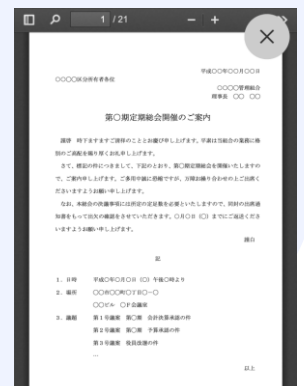 1 / 21
平成〇〇年〇〇月〇〇日
〇〇〇〇区分所有者各位
〇〇〇〇管理組合
理事長 〇〇 〇〇
第〇期定期総会開催のご案内
謹啓 時下ますますご清祥のこととお慶び申し上げます。平素は当組合の業務に格
別のご高配を賜り厚くお礼申し上げます。
さて、標記の件につきまして、下記のとおり、第〇期定期総会を開催いたしますの
で、ご案内申し上げます。ご多用中誠に恐縮ですが、万障お繰り合わせの上ご出席く
ださいますようお願い申し上げます。
なお、本総会の決議事項には所定の定足数を必要といたしますので、同封の出欠通
知書をもって出欠の確認をさせていただきます。〇月〇日(〇)までにご返送くださ
いますようお願い申し上げます。
謹白
記
1.日時 平成〇年〇月〇日(〇)午後〇時より
2.場所 〇〇市〇〇町〇丁目〇-〇
〇〇ビル 〇F会議室
3.議題 第1号議案 第〇期 会計決算承認の件
第2号議案 第〇期 予算承認の件
第3号議案 役員改選の件
…
以上